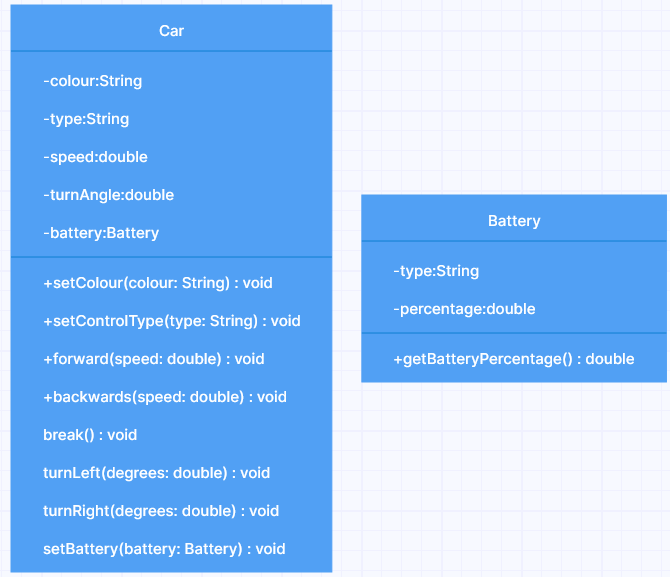 Car
-colour:String
-type:String
-speed:double
-turnAngle:double
-battery:Battery
+setColour(colour: String) : void
+setControlType(type: String) : void
+forward(speed: double) : void
+backwards(speed: double) : void
break() : void
turnLeft(degrees: double) : void
turnRight(degrees: double) : void
setBattery(battery: Battery) : void
Battery
-type:String
-percentage:double
+getBatteryPercentage() : double